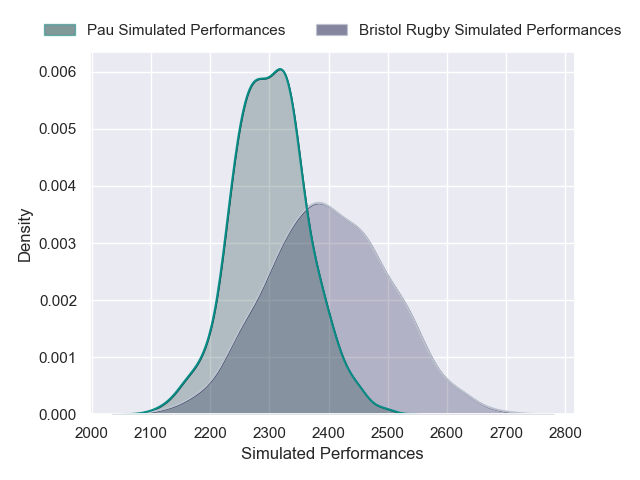 Pau Simulated Performances
Bristol Rugby Simulated Performances
0.006
0.005
0.004
0.003
0.002
0.001
0.000
Density
2000 2100 2200 2300 2400 2500 2600 2700 2800
Simulated Performances